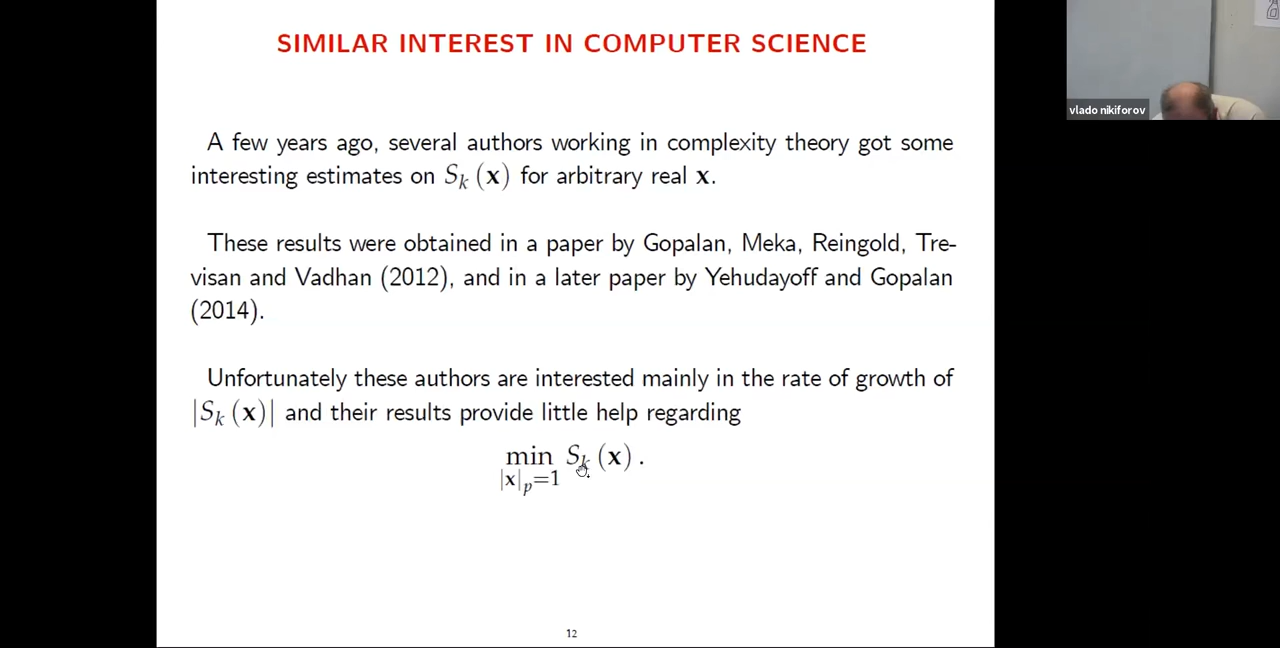 SIMILAR INTEREST IN COMPUTER SCIENCE
vlado nikiforov
A few years ago, several authors working in complexity theory got some
interesting estimates on S_k (x) for arbitrary real x.
These results were obtained in a paper by Gopalan, Meka, Reingold, Tre-
visan and Vadhan (2012), and in a later paper by Yehudayoff and Gopalan
(2014).
Unfortunately these authors are interested mainly in the rate of growth of
|S_k (x)| and their results provide little help regarding
min S_k (x) .
|x|_p=1
12